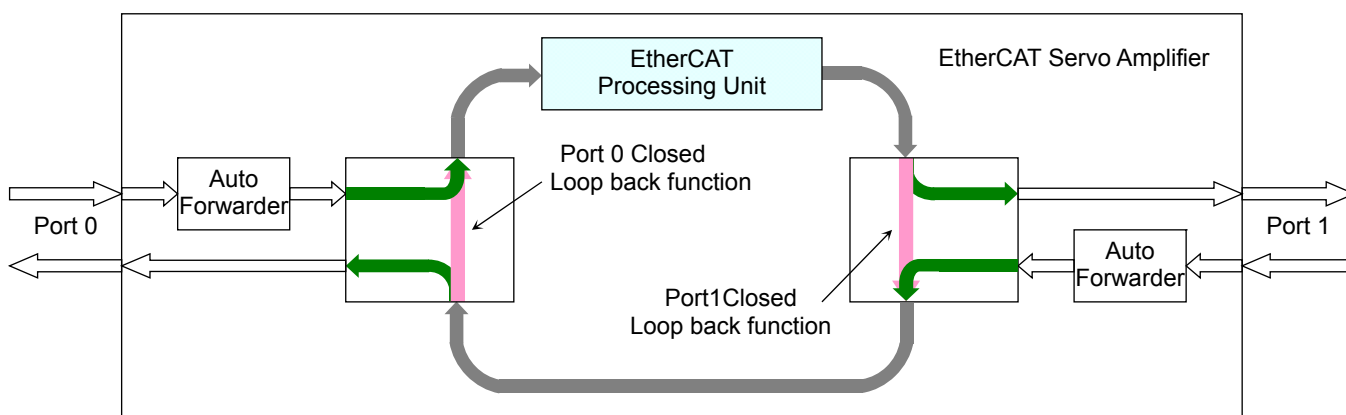 EtherCAT
Processing Unit
EtherCAT Servo Amplifier
Port 0 Closed
Loop back function
Auto
Forwarder
Port 0
Port 1
Auto
Forwarder
Port1Closed
Loop back function